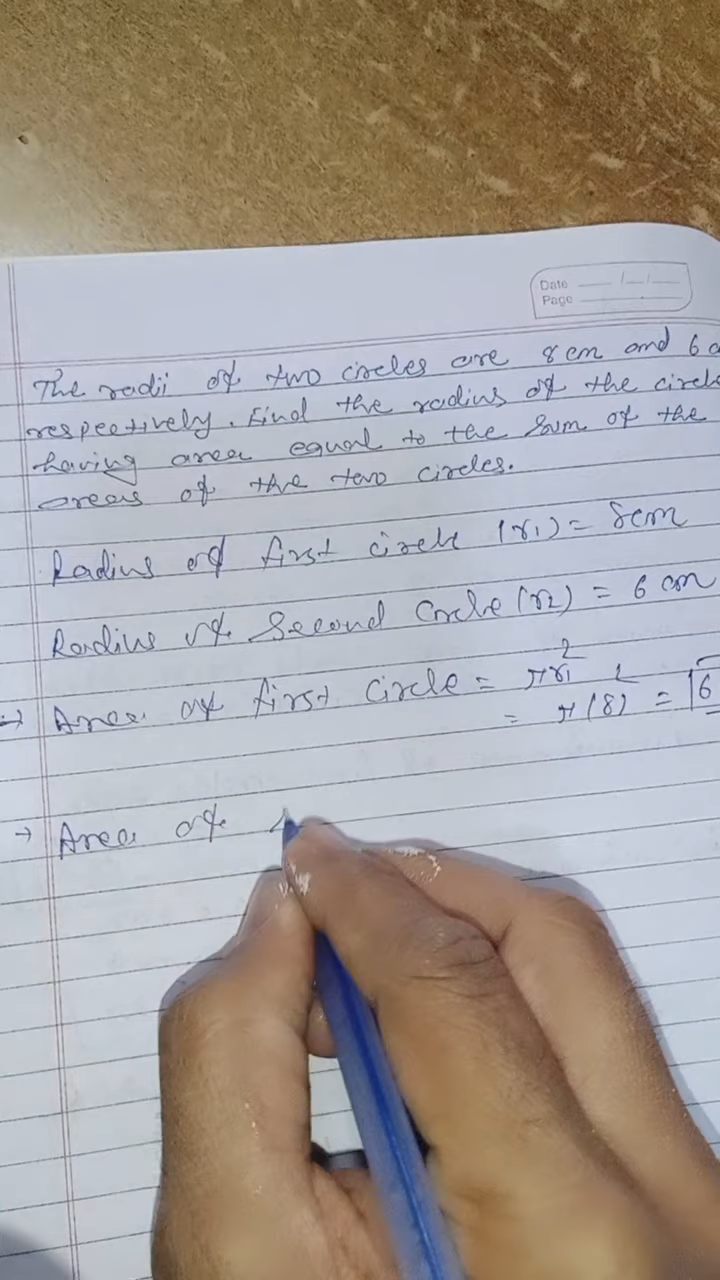 Date
Page
The radii of two circles are 8 cm and 6 c
respectively. Find the radius of the circle
having area equal to the sum of the
areas of the two circles.
Radius of first circle (r1) = 8cm
Radius of Second Circle (r2) = 6 cm
→ Area of first Circle = πr1²
= π(8)² = 6
→ Area of